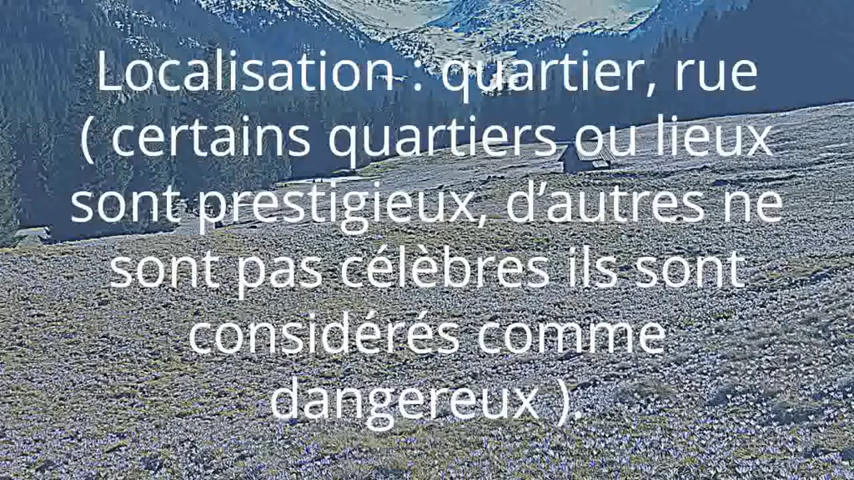 Localisation : quartier, rue
( certains quartiers ou lieux
sont prestigieux, d’autres ne
sont pas célèbres ils sont
considérés comme
dangereux ).